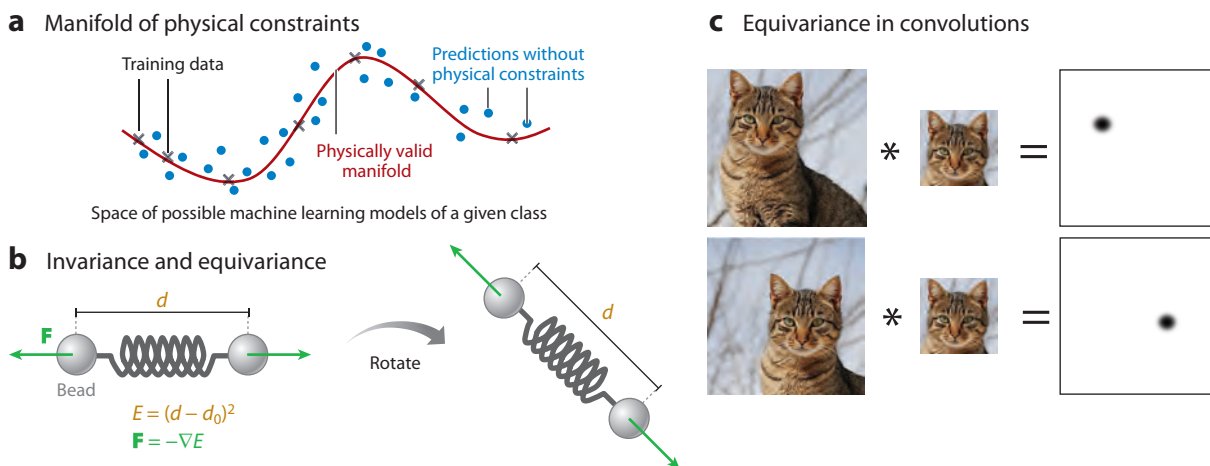 a Manifold of physical constraints
Training data
Predictions without
physical constraints
Physically valid
manifold
Space of possible machine learning models of a given class
b Invariance and equivariance
d
F
Bead
E = (d – d₀)²
F = –∇E
Rotate
d
c Equivariance in convolutions
* =
* =